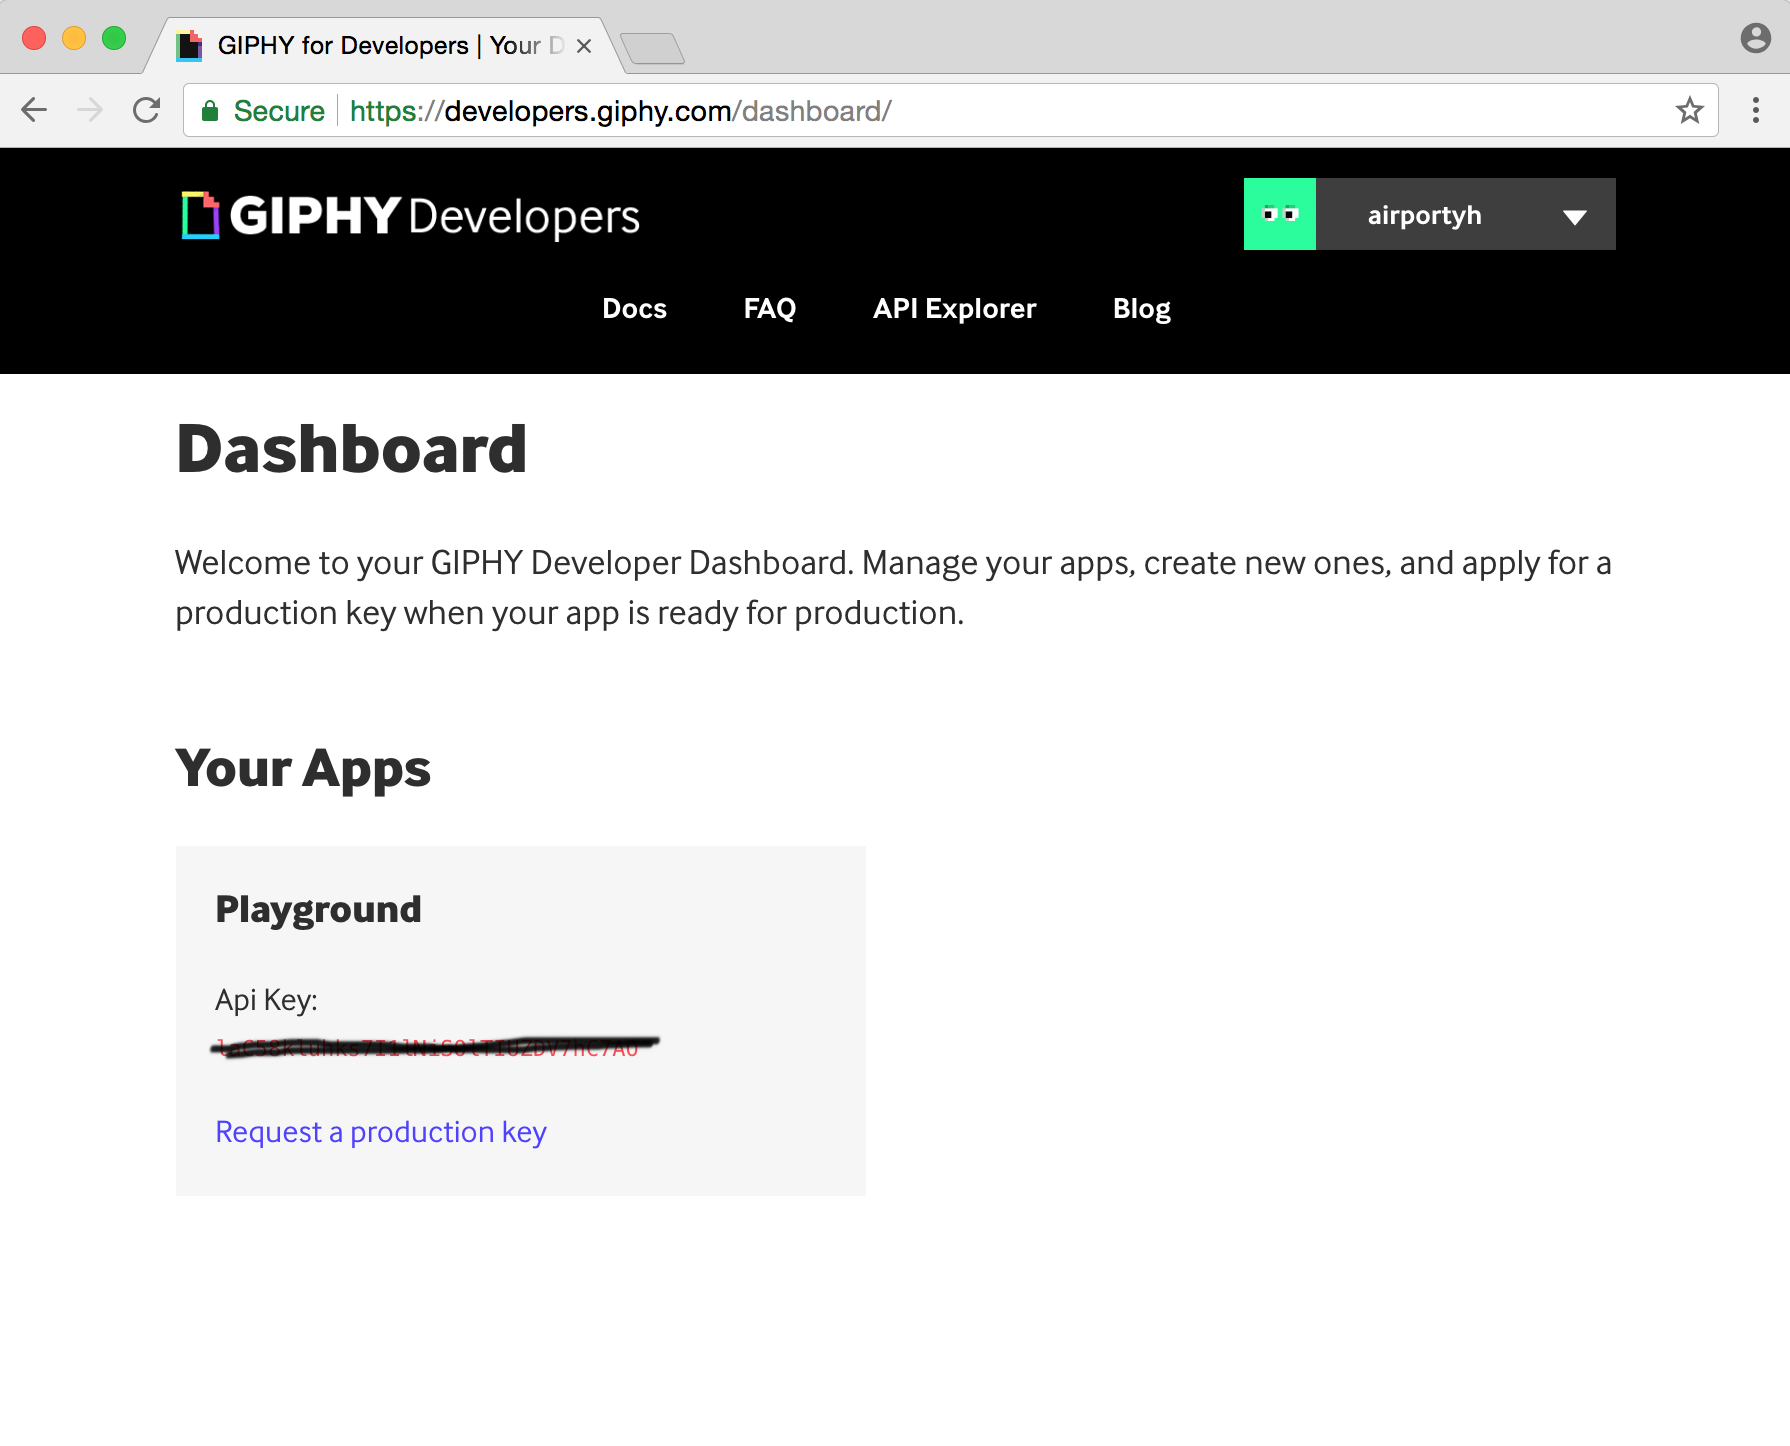 GIPHY for Developers | Your D
Secure https://developers.giphy.com/dashboard/
GIPHY Developers
airportyh
Docs FAQ API Explorer Blog
Dashboard
Welcome to your GIPHY Developer Dashboard. Manage your apps, create new ones, and apply for a
production key when your app is ready for production.
Your Apps
Playground
Api Key:
Request a production key